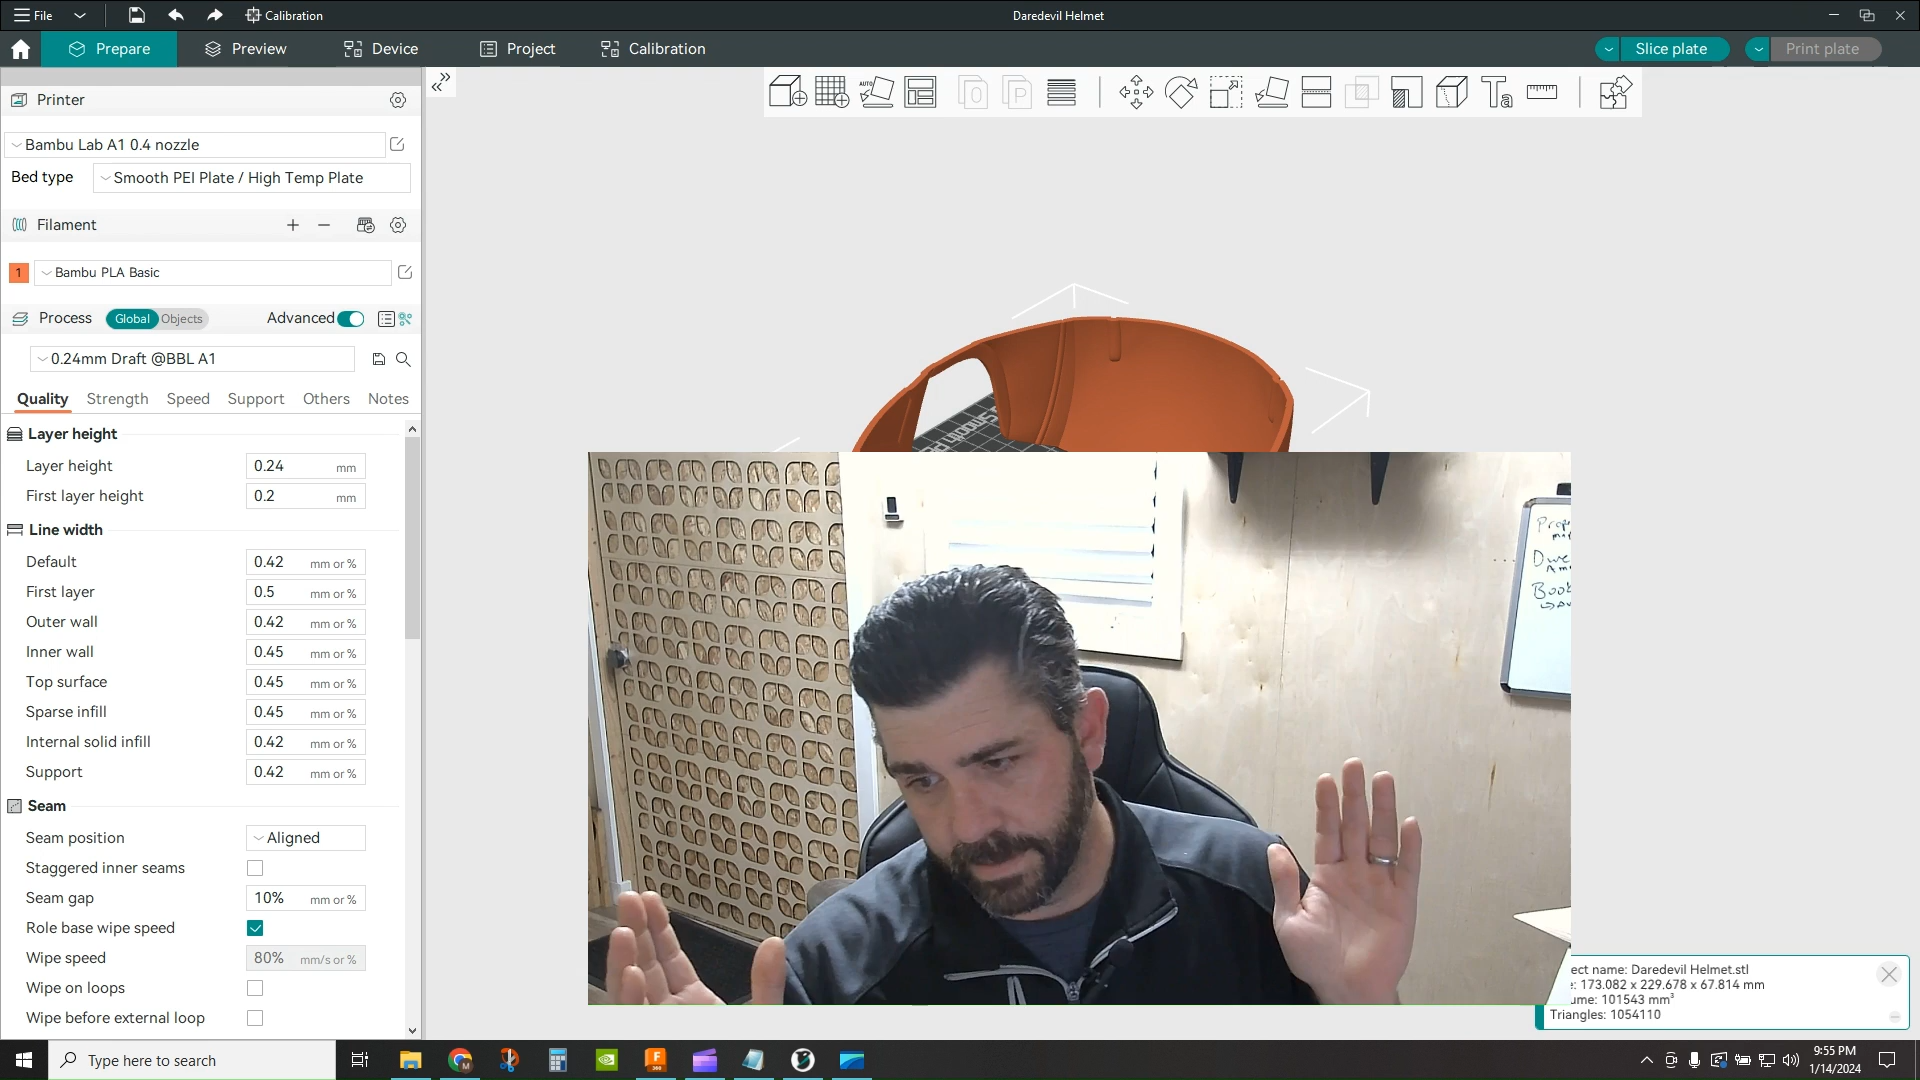 File
Calibration
Daredevil Helmet
Prepare
Preview
Device
Project
Calibration
Slice plate
Print plate
Printer
Bambu Lab A1 0.4 nozzle
Bed type
Smooth PEI Plate / High Temp Plate
Filament
1
Bambu PLA Basic
Process
Global
Objects
Advanced
0.24mm Draft @BBL A1
Quality
Strength
Speed
Support
Others
Notes
Layer height
Layer height 0.24 mm
First layer height 0.2 mm
Line width
Default 0.42 mm or %
First layer 0.5 mm or %
Outer wall 0.42 mm or %
Inner wall 0.45 mm or %
Top surface 0.45 mm or %
Sparse infill 0.45 mm or %
Internal solid infill 0.42 mm or %
Support 0.42 mm or %
Seam
Seam position Aligned
Staggered inner seams
Seam gap 10% mm or %
Role base wipe speed
Wipe speed 80% mm/s or %
Wipe on loops
Wipe before external loop
AUTO
0
P
Ta
ect name: Daredevil Helmet.stl
e: 173.082 x 229.678 x 67.814 mm
ume: 101543 mm³
Triangles: 1054110
Type here to search
9:55 PM
1/14/2024